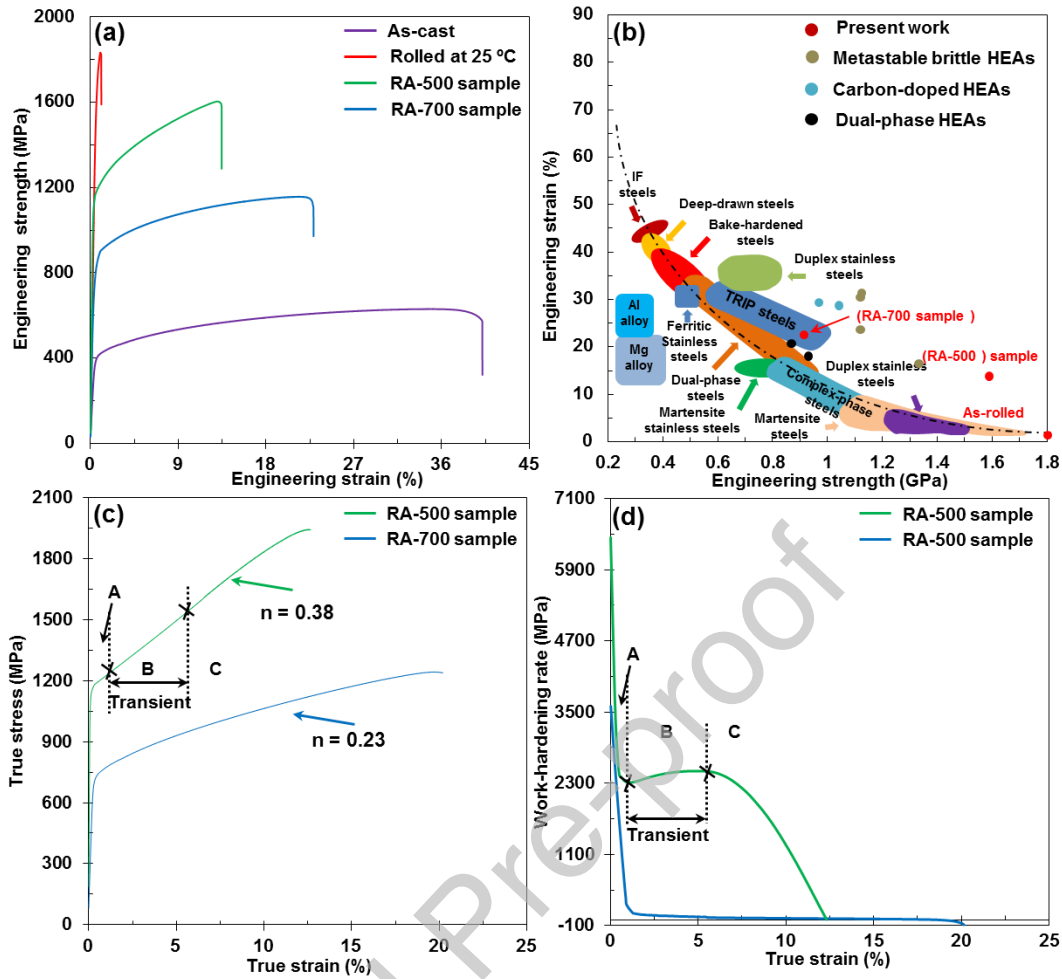 (a)
As-cast
Rolled at 25 ºC
RA-500 sample
RA-700 sample
Engineering strength (MPa)
2000
1600
1200
800
400
0
0 9 18 27 36 45
Engineering strain (%)
(b)
Present work
Metastable brittle HEAs
Carbon-doped HEAs
Dual-phase HEAs
Engineering strain (%)
90
80
70
60
50
40
30
20
10
0
IF
steels
Deep-drawn steels
Bake-hardened
steels
Duplex stainless
steels
TRIP steels
(RA-700 sample )
Al
alloy
Mg
alloy
Ferritic
Stainless
steels
Dual-phase
steels
Martensite
stainless steels
Complex-phase
steels
Martensite
steels
Duplex stainless
steels
(RA-500 ) sample
As-rolled
0.2 0.4 0.6 0.8 1 1.2 1.4 1.6 1.8
Engineering strength (GPa)
(c)
RA-500 sample
RA-700 sample
True stress (MPa)
2100
1800
1500
1200
900
600
300
0
A
B
C
Transient
n = 0.38
n = 0.23
0 5 10 15 20 25
True strain (%)
(d)
RA-500 sample
RA-500 sample
Work-hardening rate (MPa)
7100
5900
4700
3500
2300
1100
-100
A
B
C
Transient
0 5 10 15 20 25
True strain (%)
Pre-proof